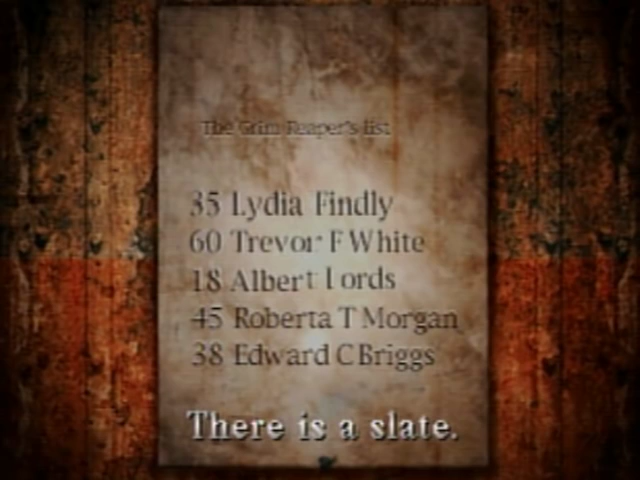 The Grim Reaper's list
35 Lydia Findly
60 Trevor F White
18 Albert Lords
45 Roberta T Morgan
38 Edward C Briggs
There is a slate.